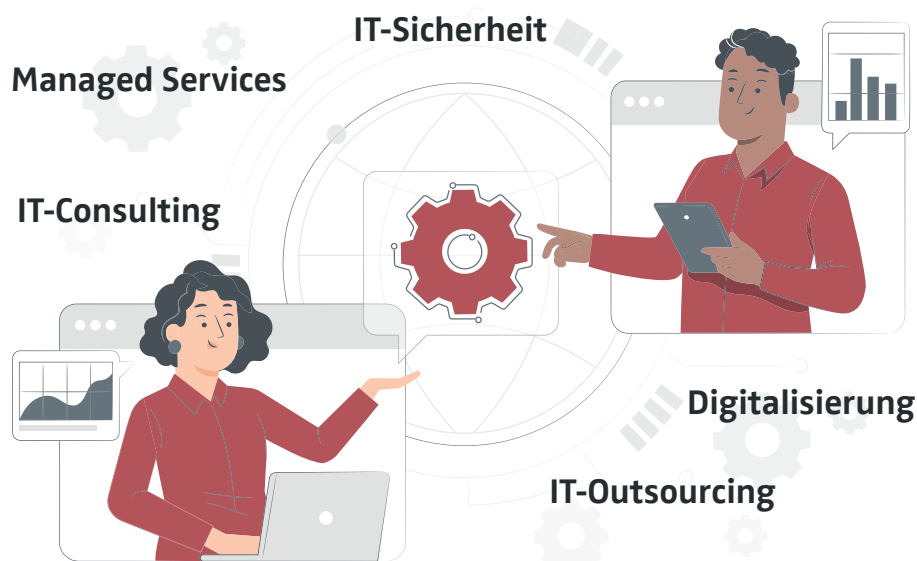 IT-Sicherheit
Managed Services
IT-Consulting
Digitalisierung
IT-Outsourcing